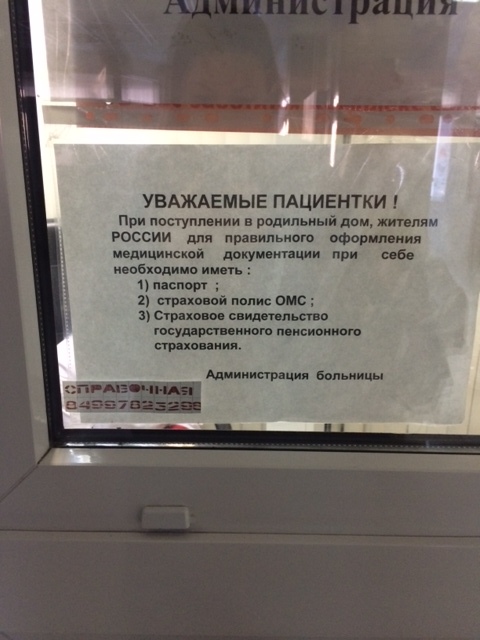 Администрация
УВАЖАЕМЫЕ ПАЦИЕНТКИ !
При поступлении в родильный дом, жителям
РОССИИ для правильного оформления
медицинской документации при себе
необходимо иметь :
1) паспорт ;
2) страховой полис ОМС ;
3) Страховое свидетельство
государственного пенсионного
страхования.
Администрация больницы
СПРАВОЧНАЯ
84997823298